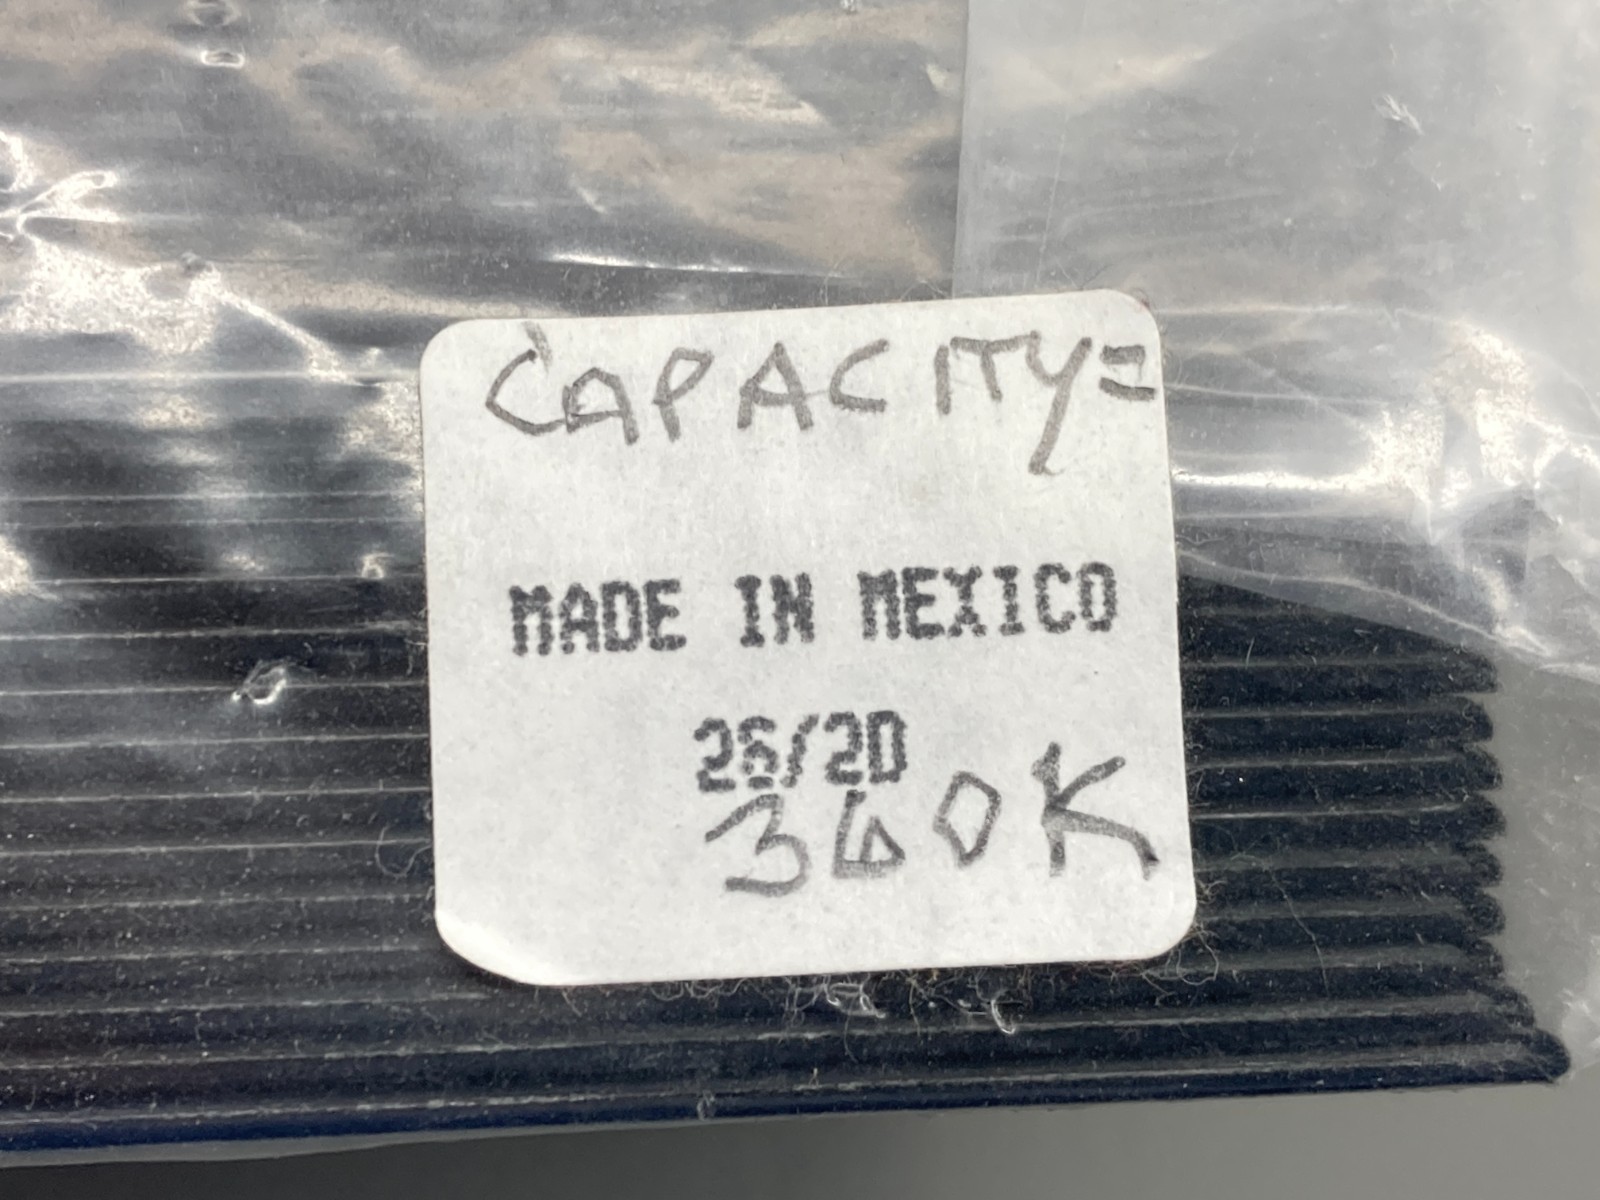 CAPACITY=
MADE IN MEXICO
26/2D
360K